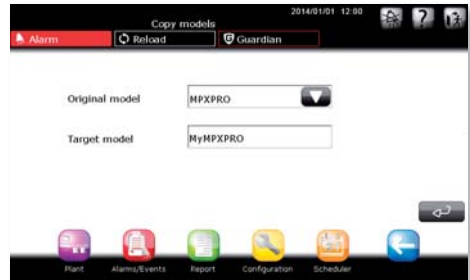 2014/01/01 12:00
Copy models
Alarm
Reload
Guardian
Original model
MPXPRO
Target model
MyMPXPRO
Plant
Alarms/Events
Report
Configuration
Scheduler